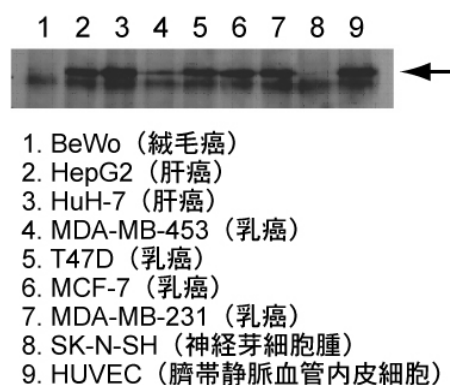 1 2 3 4 5 6 7 8 9
1. BeWo（絨毛癌）
2. HepG2（肝癌）
3. HuH-7（肝癌）
4. MDA-MB-453（乳癌）
5. T47D（乳癌）
6. MCF-7（乳癌）
7. MDA-MB-231（乳癌）
8. SK-N-SH（神経芽細胞腫）
9. HUVEC（臍帯静脈血管内皮細胞）